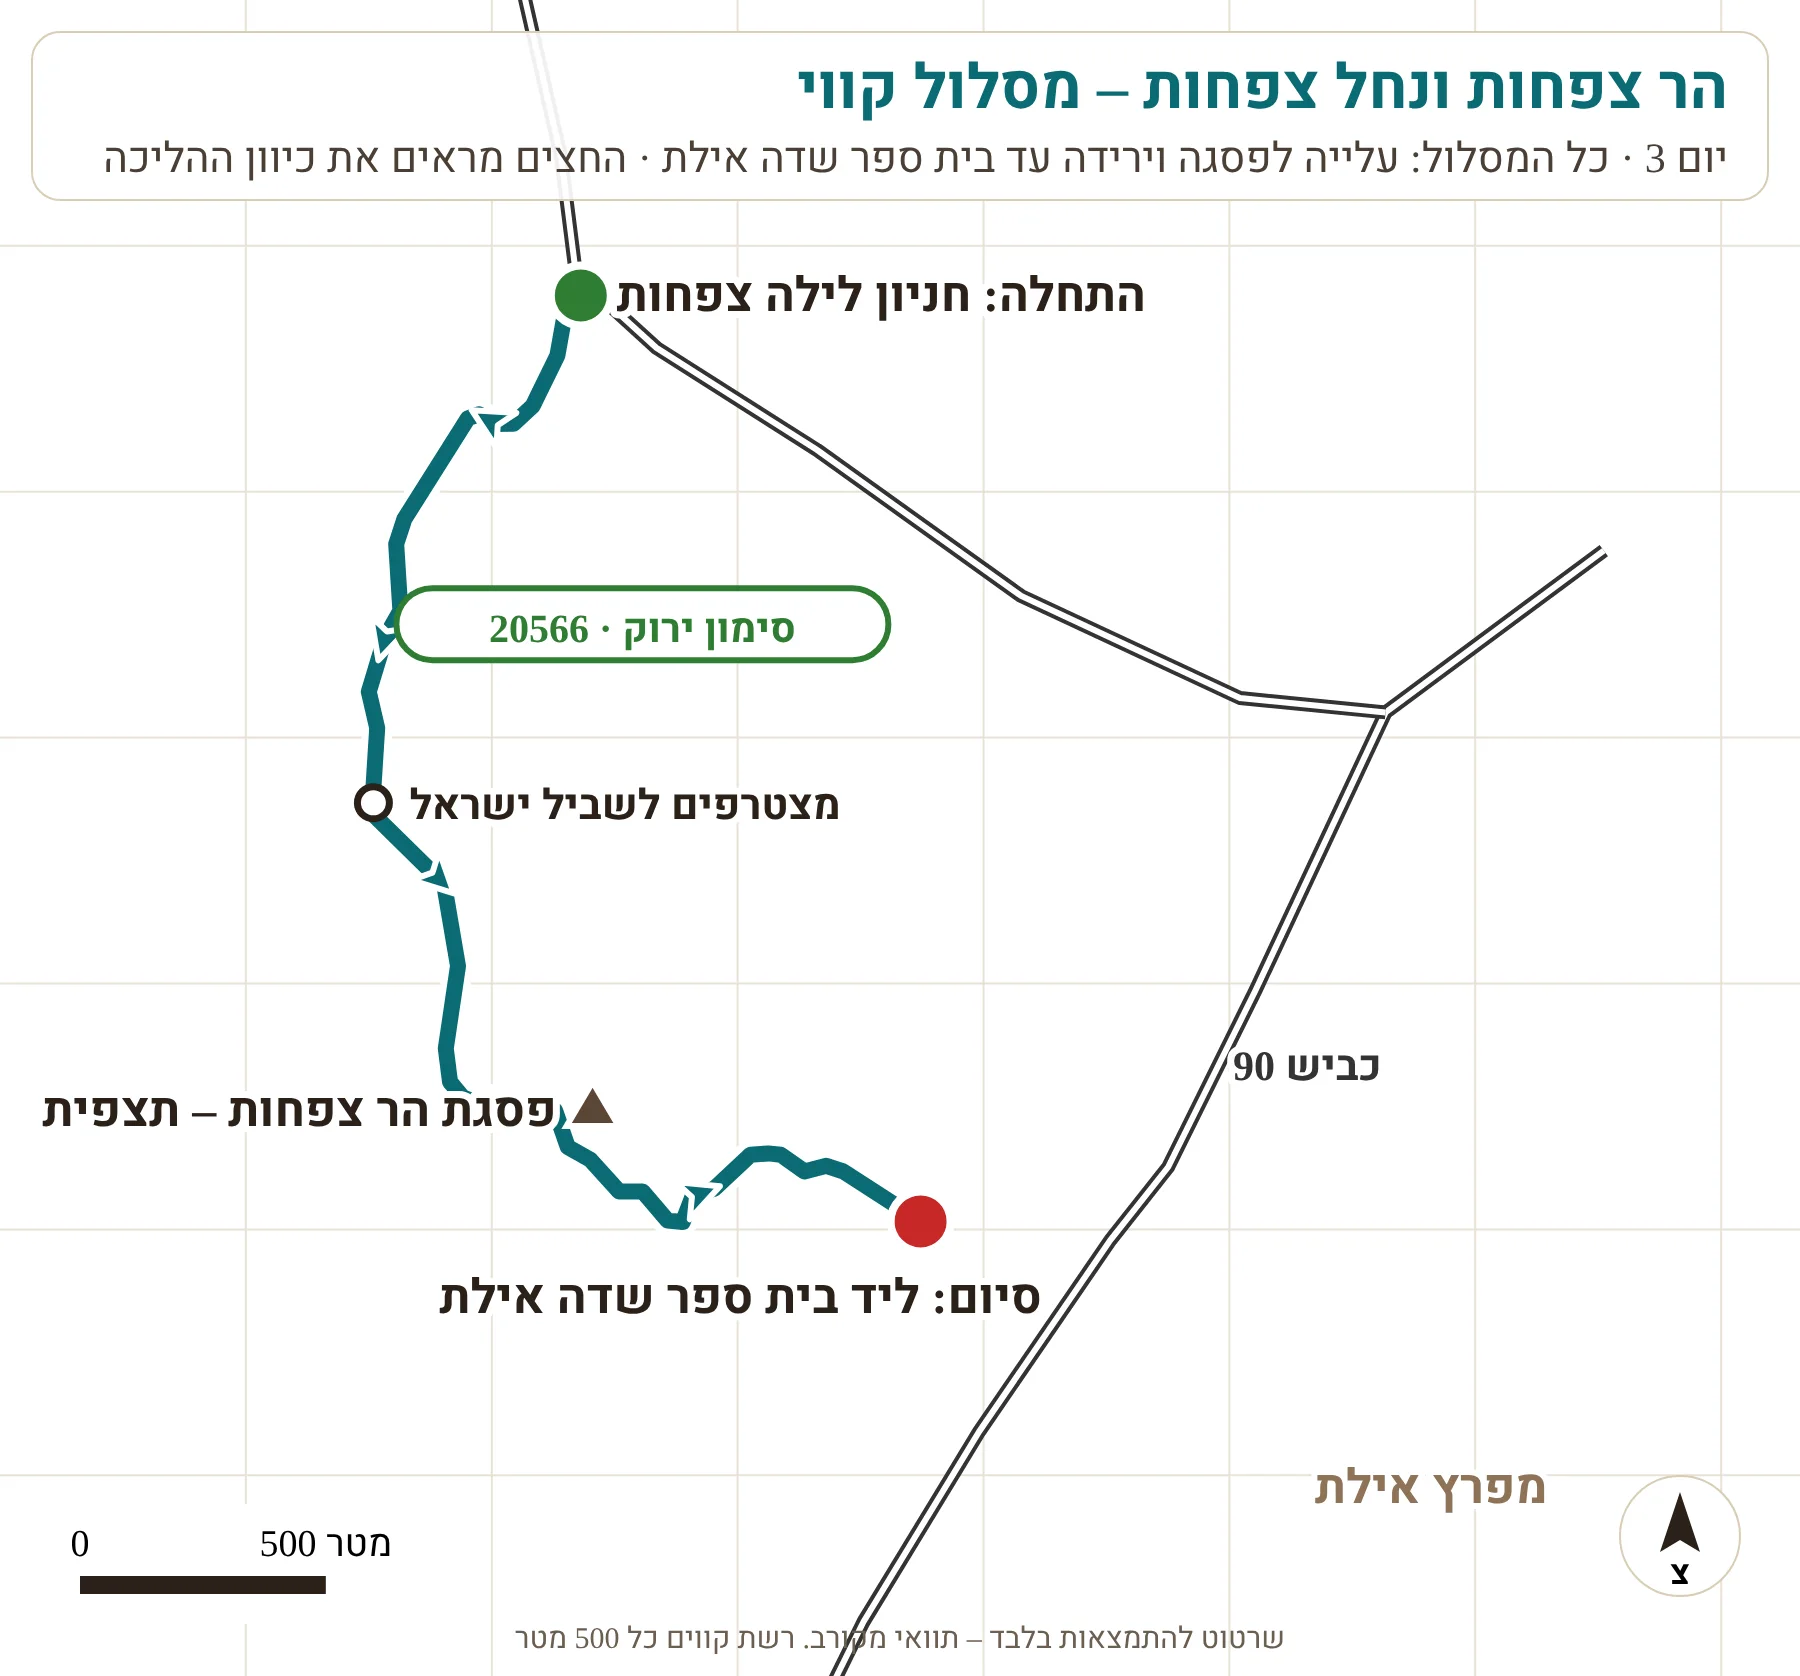 הר צפחות ונחל צפחות – מסלול קווי
יום 3 · כל המסלול: עלייה לפסגה וירידה עד בית ספר שדה אילת · החצים מראים את כיוון ההליכה
התחלה: חניון לילה צפחות
סימון ירוק · 20566
מצטרפים לשביל ישראל
כביש 90
פסגת הר צפחות – תצפית
סיום: ליד בית ספר שדה אילת
מפרץ אילת
צ
0
500 מטר
שרטוט להתמצאות בלבד – תוואי מקורב. רשת קווים כל 500 מטר